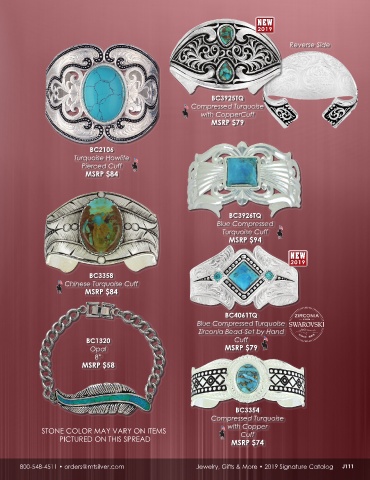 NEW
2019
Reverse Side
BC3925TQ
Compressed Turquoise
with CopperCuff
MSRP $79
BC2106
Turquoise Howlite
Pierced Cuff
MSRP $84
BC3926TQ
Blue Compressed
Turquoise Cuff
MSRP $94
NEW
2019
BC3358
Chinese Turquoise Cuff
MSRP $84
BC4061TQ
Blue Compressed Turquoise
Zirconia Bead Set by Hand
Cuff
MSRP $79
ZIRCONIA
SWAROVSKI
BC1320
Opal
8"
MSRP $58
BC3354
Compressed Turquoise
with Copper
Cuff
MSRP $74
STONE COLOR MAY VARY ON ITEMS
PICTURED ON THIS SPREAD
800-548-4511 • orders@mtsilver.com
Jewelry, Gifts & More • 2019 Signature Catalog J111